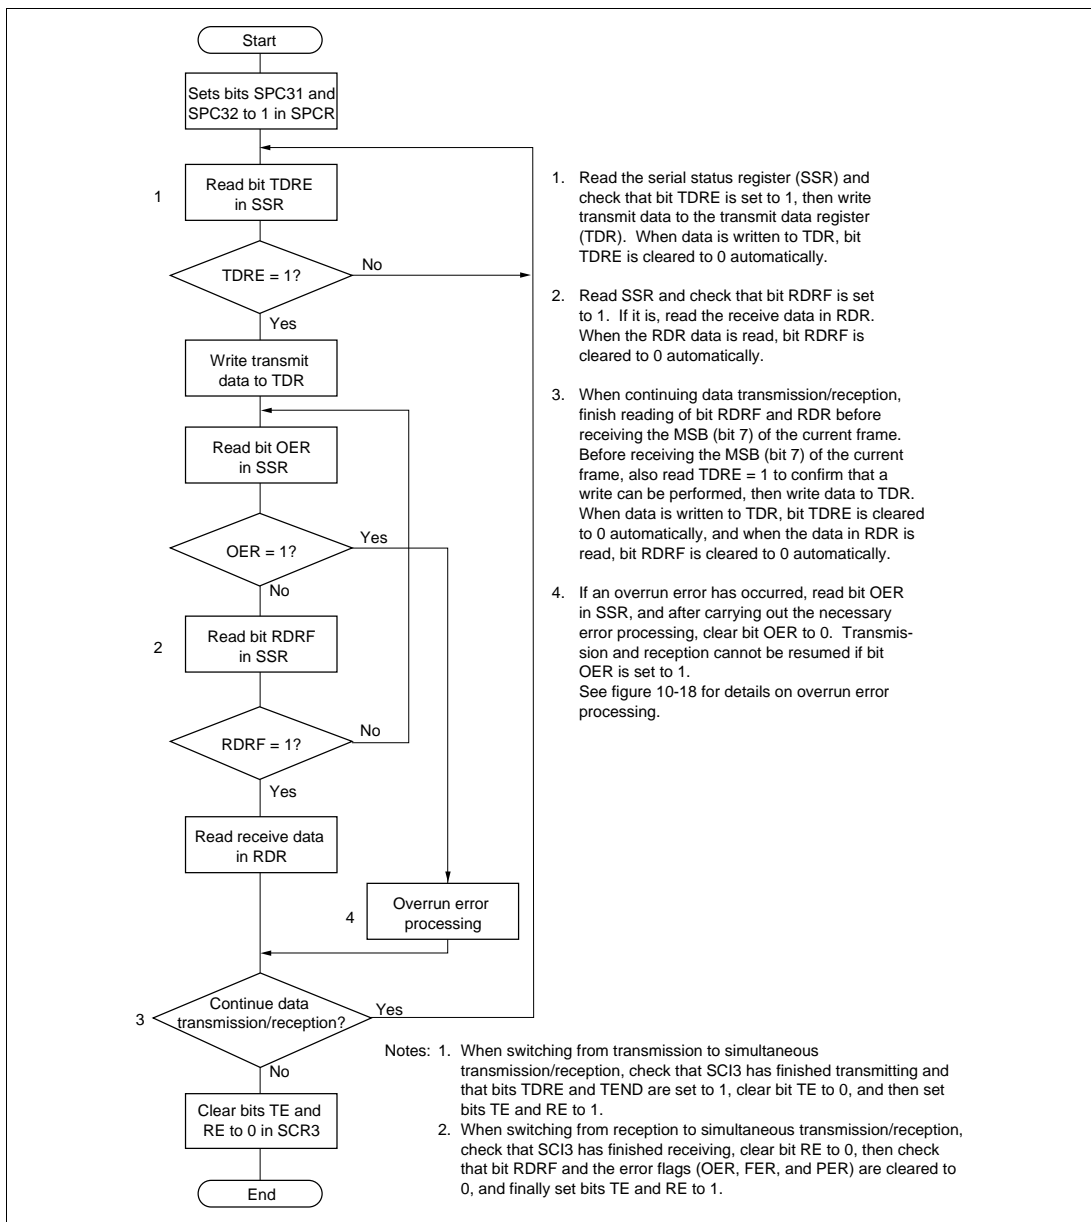 Start
Sets bits SPC31 and
SPC32 to 1 in SPCR
1
Read bit TDRE
in SSR
TDRE = 1?
No
Yes
Write transmit
data to TDR
Read bit OER
in SSR
OER = 1?
Yes
No
2
Read bit RDRF
in SSR
RDRF = 1?
No
Yes
Read receive data
in RDR
4
Overrun error
processing
3
Continue data
transmission/reception?
Yes
No
Clear bits TE and
RE to 0 in SCR3
End
1. Read the serial status register (SSR) and
check that bit TDRE is set to 1, then write
transmit data to the transmit data register
(TDR). When data is written to TDR, bit
TDRE is cleared to 0 automatically.
2. Read SSR and check that bit RDRF is set
to 1. If it is, read the receive data in RDR.
When the RDR data is read, bit RDRF is
cleared to 0 automatically.
3. When continuing data transmission/reception,
finish reading of bit RDRF and RDR before
receiving the MSB (bit 7) of the current frame.
Before receiving the MSB (bit 7) of the current
frame, also read TDRE = 1 to confirm that a
write can be performed, then write data to TDR.
When data is written to TDR, bit TDRE is cleared
to 0 automatically, and when the data in RDR is
read, bit RDRF is cleared to 0 automatically.
4. If an overrun error has occurred, read bit OER
in SSR, and after carrying out the necessary
error processing, clear bit OER to 0. Transmis-
sion and reception cannot be resumed if bit
OER is set to 1.
See figure 10-18 for details on overrun error
processing.
Notes: 1. When switching from transmission to simultaneous
transmission/reception, check that SCI3 has finished transmitting and
that bits TDRE and TEND are set to 1, clear bit TE to 0, and then set
bits TE and RE to 1.
2. When switching from reception to simultaneous transmission/reception,
check that SCI3 has finished receiving, clear bit RE to 0, then check
that bit RDRF and the error flags (OER, FER, and PER) are cleared to
0, and finally set bits TE and RE to 1.